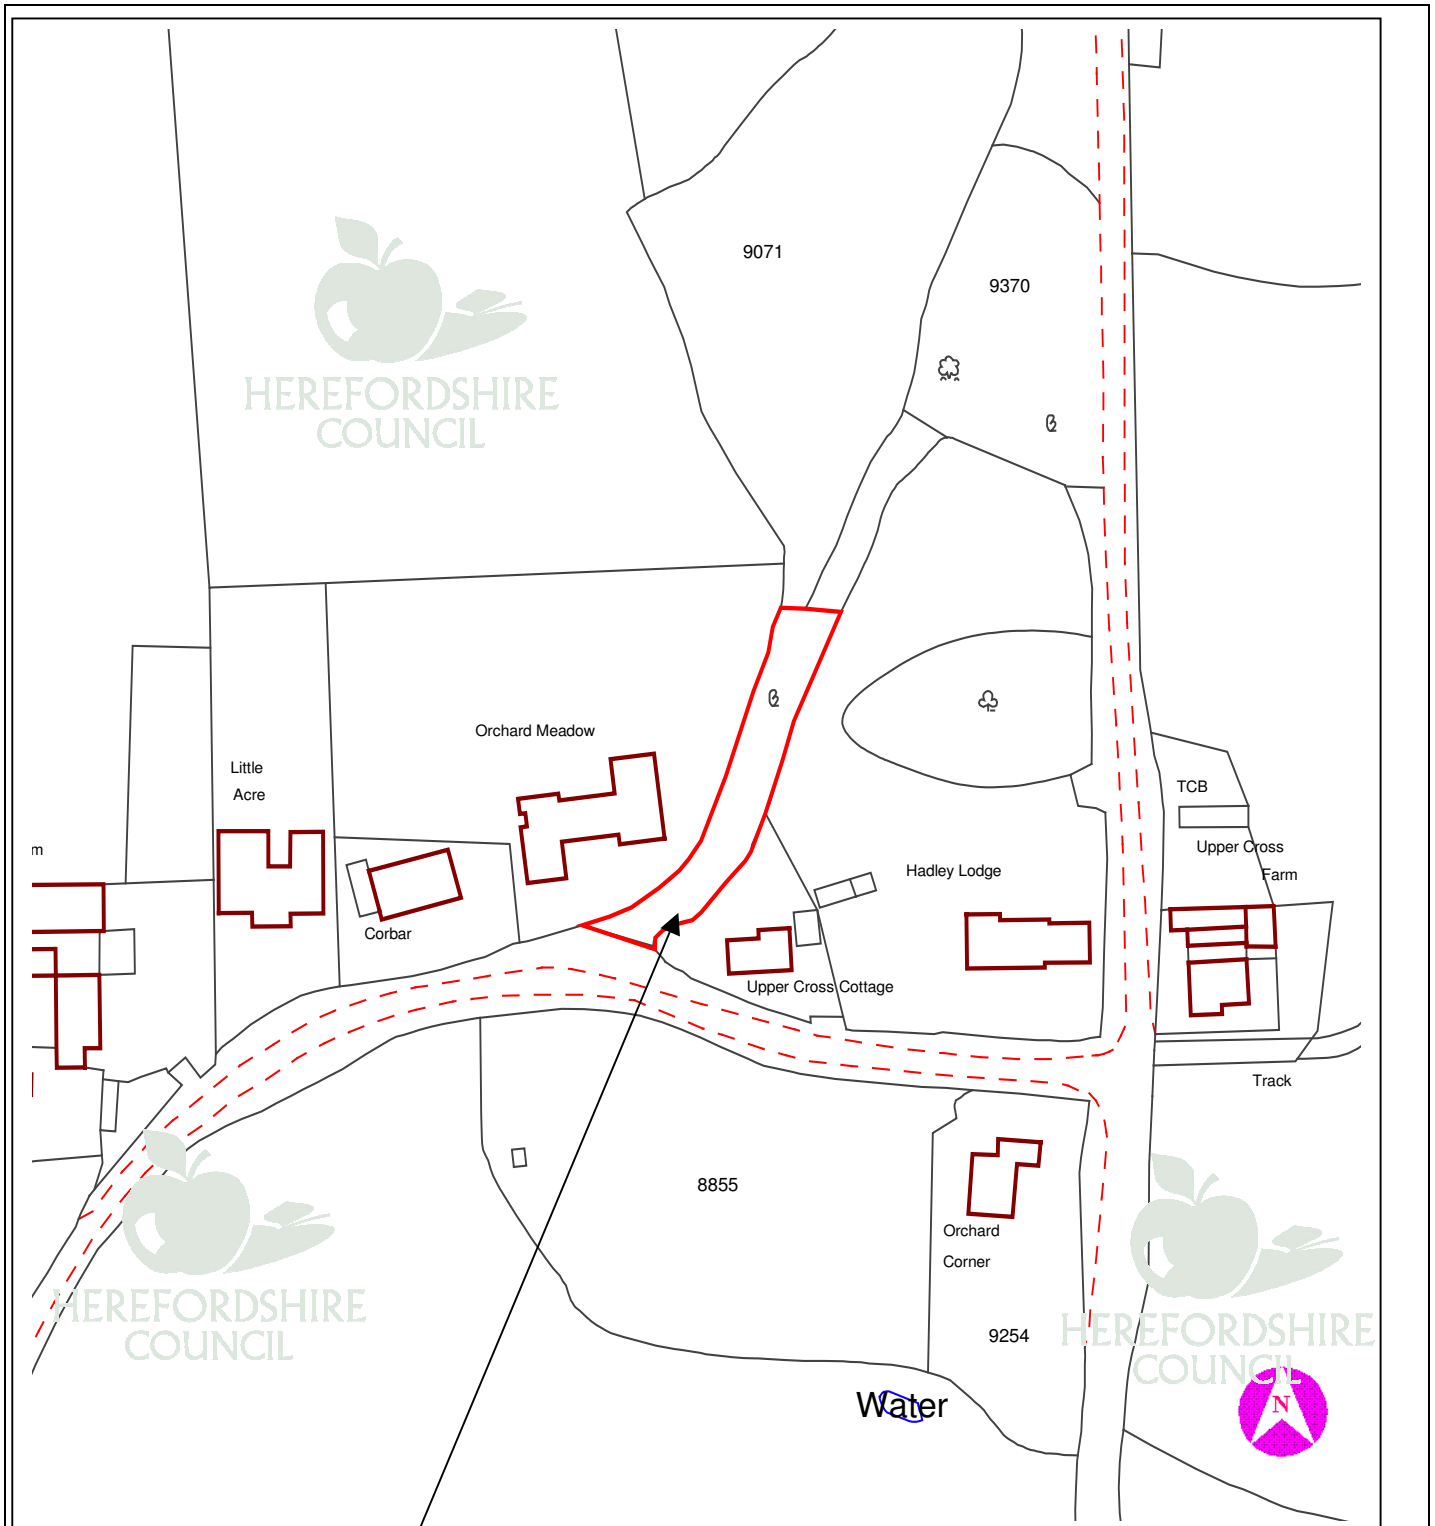 9071
9370
HEREFORDSHIRE
COUNCIL
Orchard Meadow
Little
Acre
TCB
Upper Cross
Farm
m
Hadley Lodge
Corbar
Upper Cross Cottage
Track
8855
Orchard
Corner
HEREFORDSHIRE
COUNCIL
9254
HEREFORDSHIRE
COUNCIL
Water
N